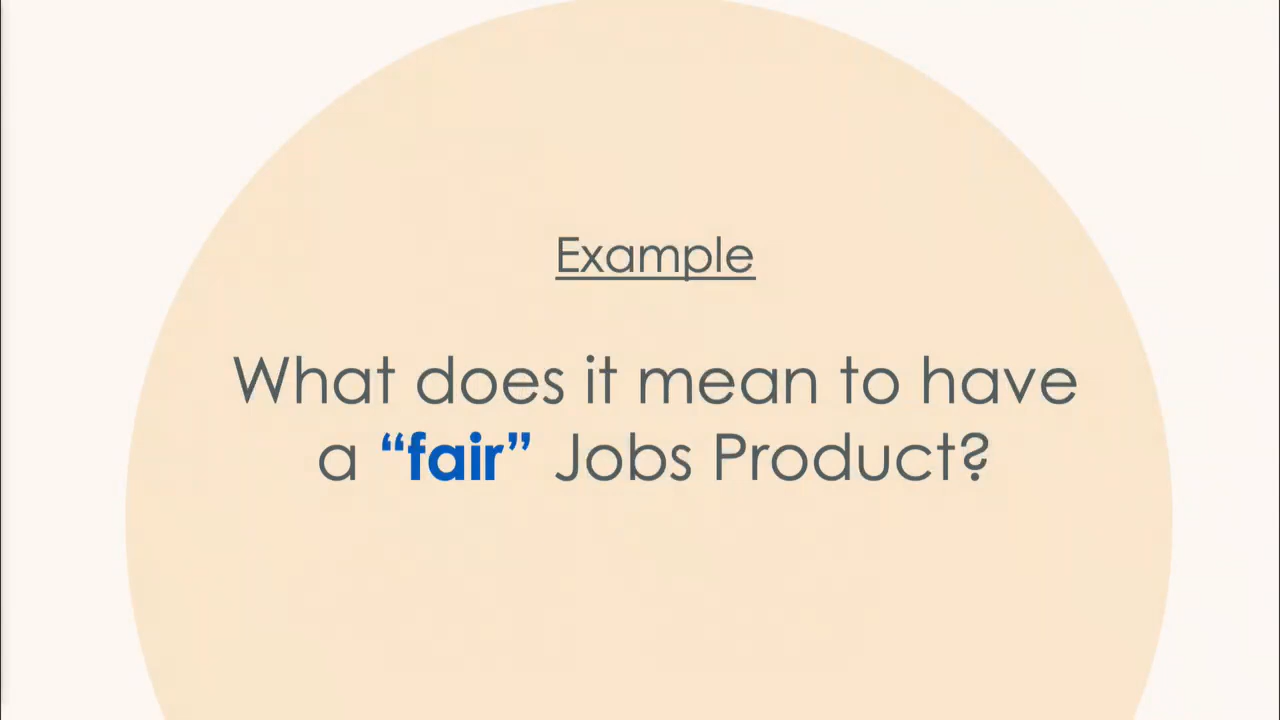 Example
What does it mean to have
a “fair” Jobs Product?